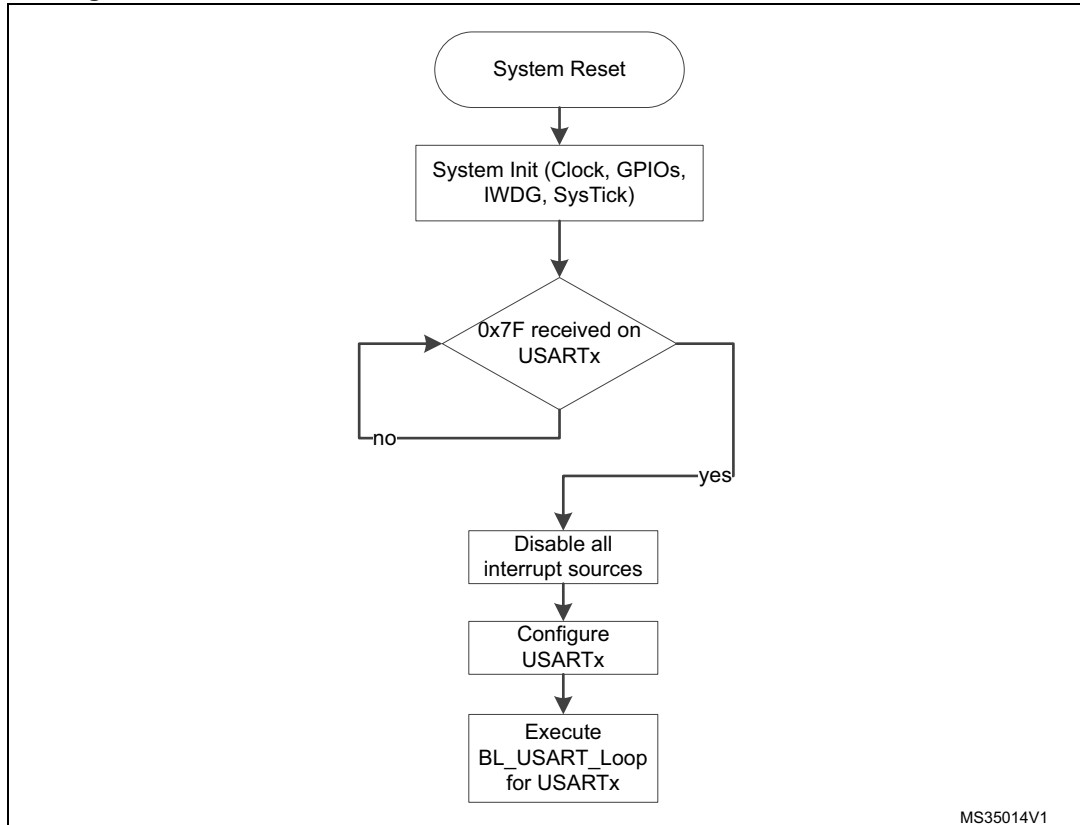 System Reset
System Init (Clock, GPIOs,
IWDG, SysTick)
0x7F received on
USARTx
no
yes
Disable all
interrupt sources
Configure
USARTx
Execute
BL_USART_Loop
for USARTx
MS35014V1